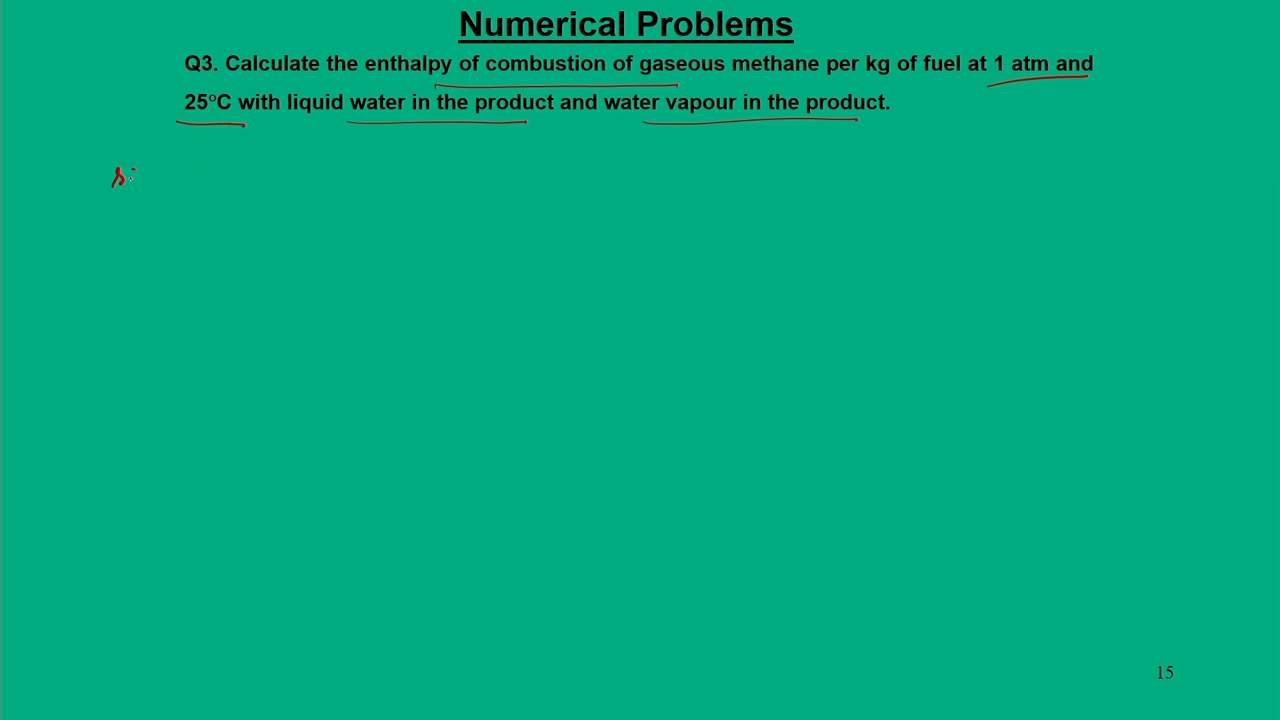 Numerical Problems
Q3. Calculate the enthalpy of combustion of gaseous methane per kg of fuel at 1 atm and
25°C with liquid water in the product and water vapour in the product.
15